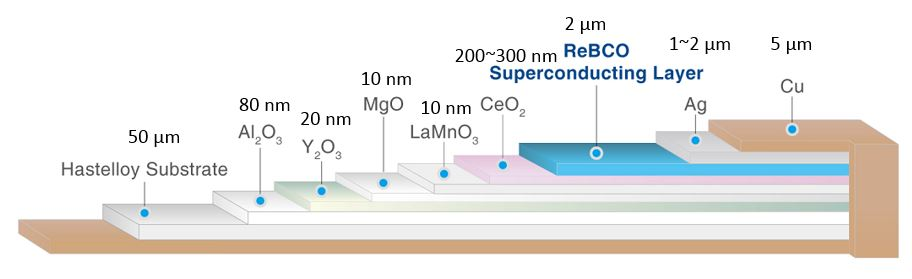 50 µm
Hastelloy Substrate
80 nm
Al₂O₃
20 nm
Y₂O₃
10 nm
MgO
10 nm
LaMnO₃
200~300 nm
CeO₂
2 µm
ReBCO
Superconducting Layer
1~2 µm
Ag
5 µm
Cu